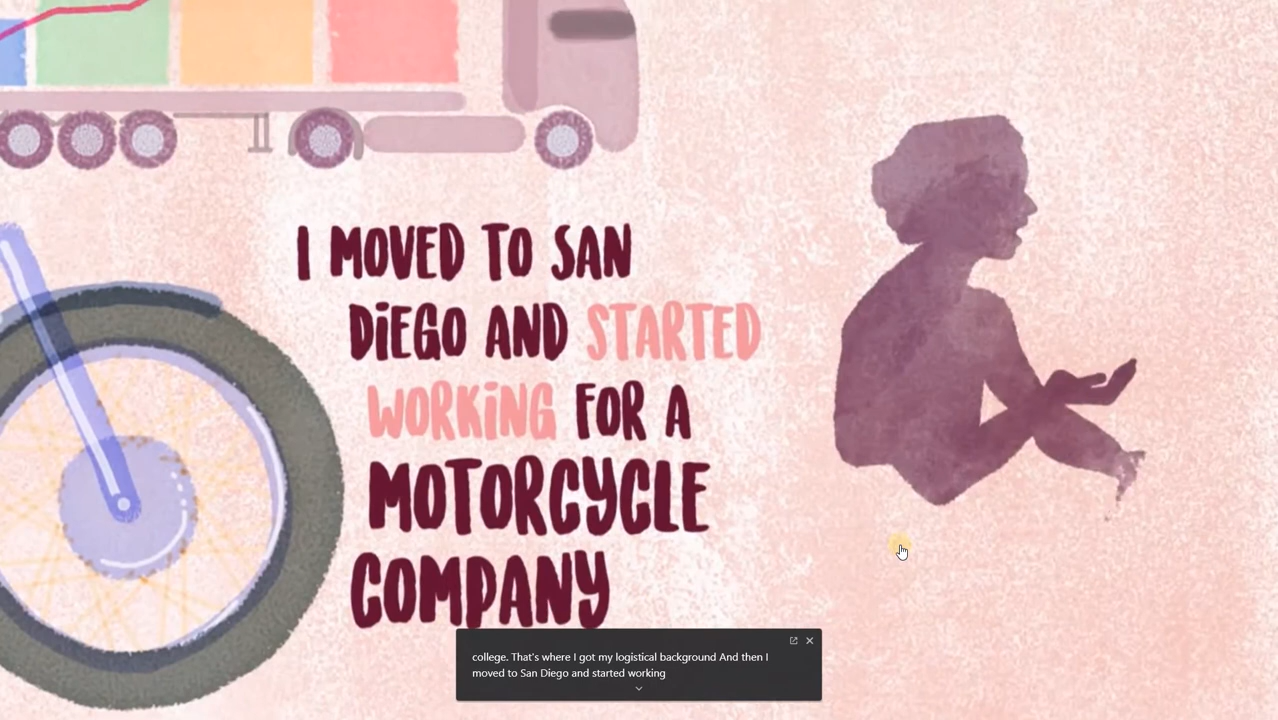 I MOVED TO SAN
DIEGO AND STARTED
WORKING FOR A
MOTORCYCLE
COMPANY
college. That's where I got my logistical background And then I
moved to San Diego and started working